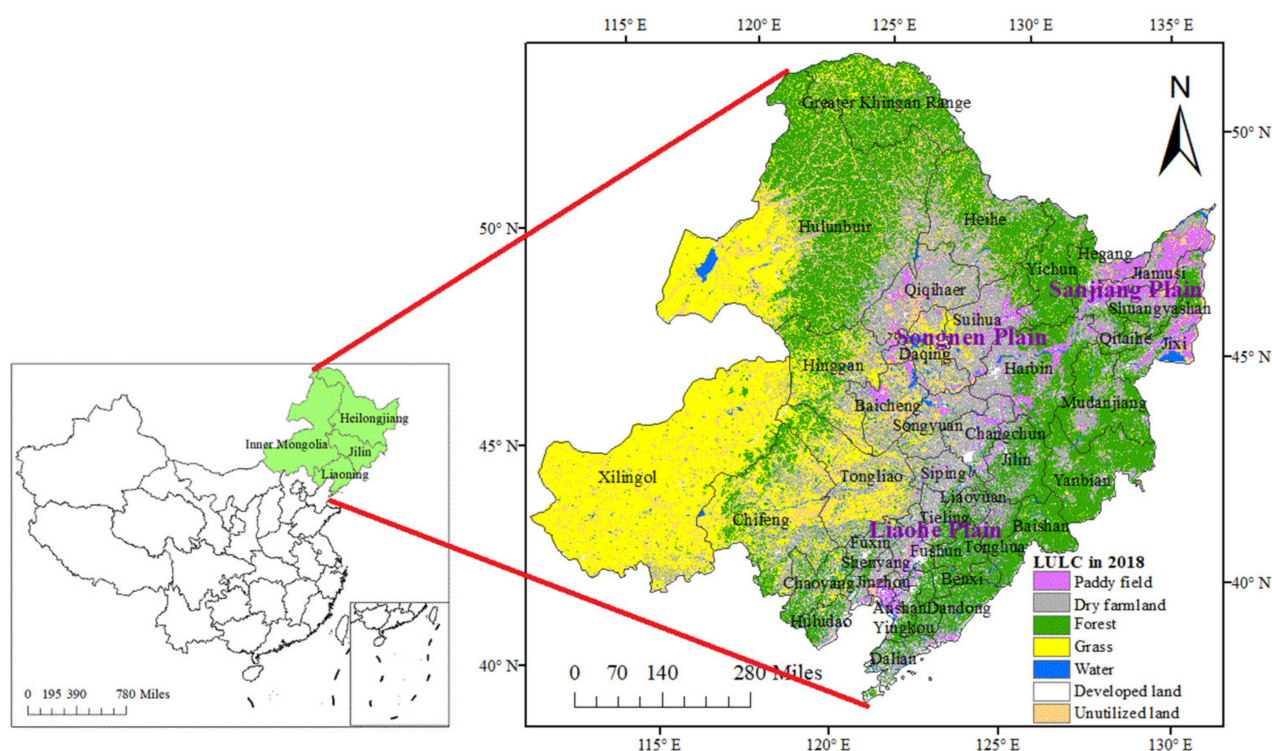 115° E 120° E 125° E 130° E 135° E
N
50° N
50° N
45° N
45° N
40° N
40° N
Greater Khingan Range
Hulunbuir
Heihe
Hegang
Yichun
Jiamusi
Sanjiang Plain
Qiqihaer
Shuangyashan
Suihua
Songnen Plain
Qitaihe
Jixi
Daqing
Hinggan
Harbin
Baicheng
Mudanjiang
Songyuan
Changchun
Jilin
Xilingol
Tongliao
Siping
Yanbian
Liaoyuan
Chifeng
Tieling
Baishan
Liaohe Plain
Fuxin
Fushun
Tonghua
Shenyang
Chaoyang
Jinzhou
Benxi
Anshan
Dandong
Huludao
Yingkou
Dalian
LULC in 2018
Paddy field
Dry farmland
Forest
Grass
Water
Developed land
Unutilized land
0 70 140 280 Miles
115° E 120° E 125° E 130° E
Heilongjiang
Inner Mongolia
Jilin
Liaoning
0 195 390 780 Miles